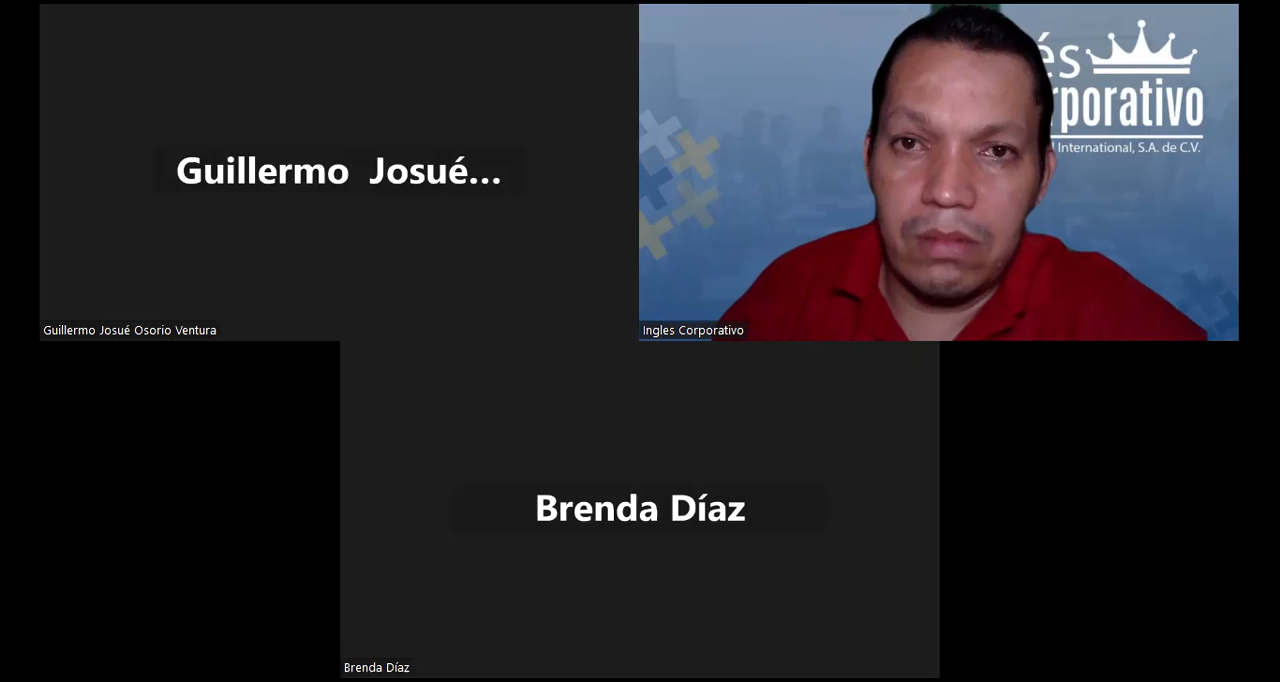 Guillermo  Josué...
Guillermo Josué Osorio Ventura
és
rporativo
International, S.A. de C.V.
Ingles Corporativo
Brenda Díaz
Brenda Díaz